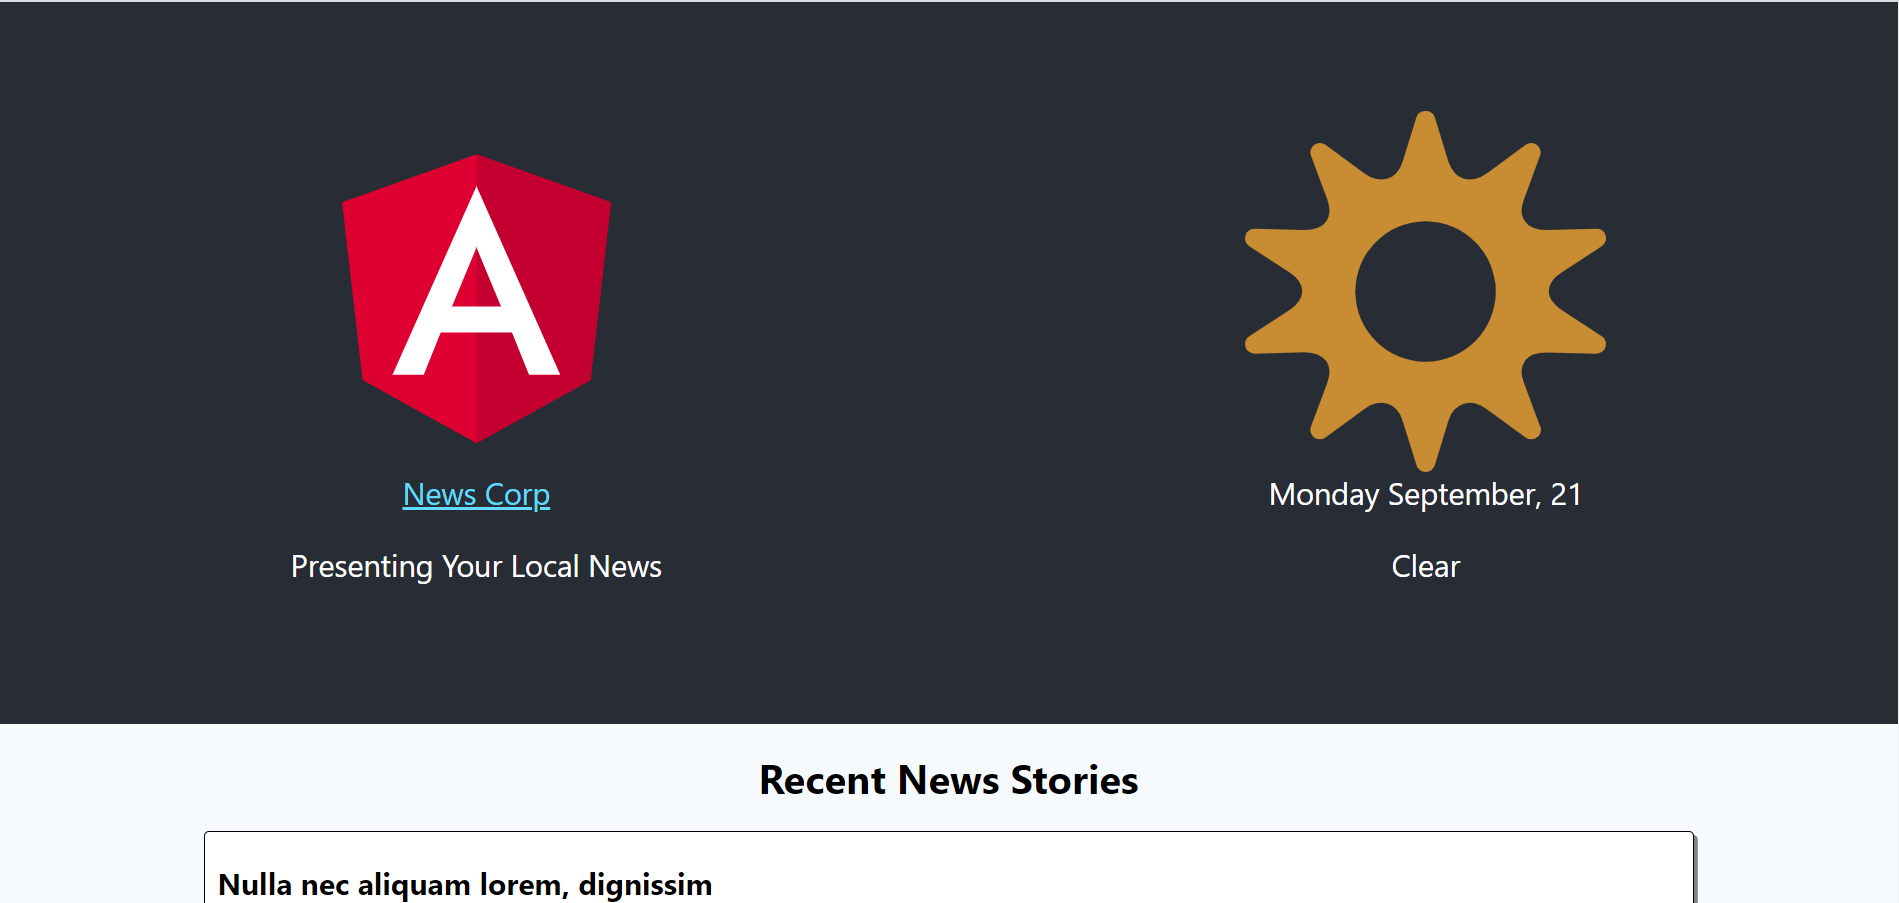 A
News Corp
Presenting Your Local News
Monday September, 21
Clear
Recent News Stories
Nulla nec aliquam lorem, dignissim